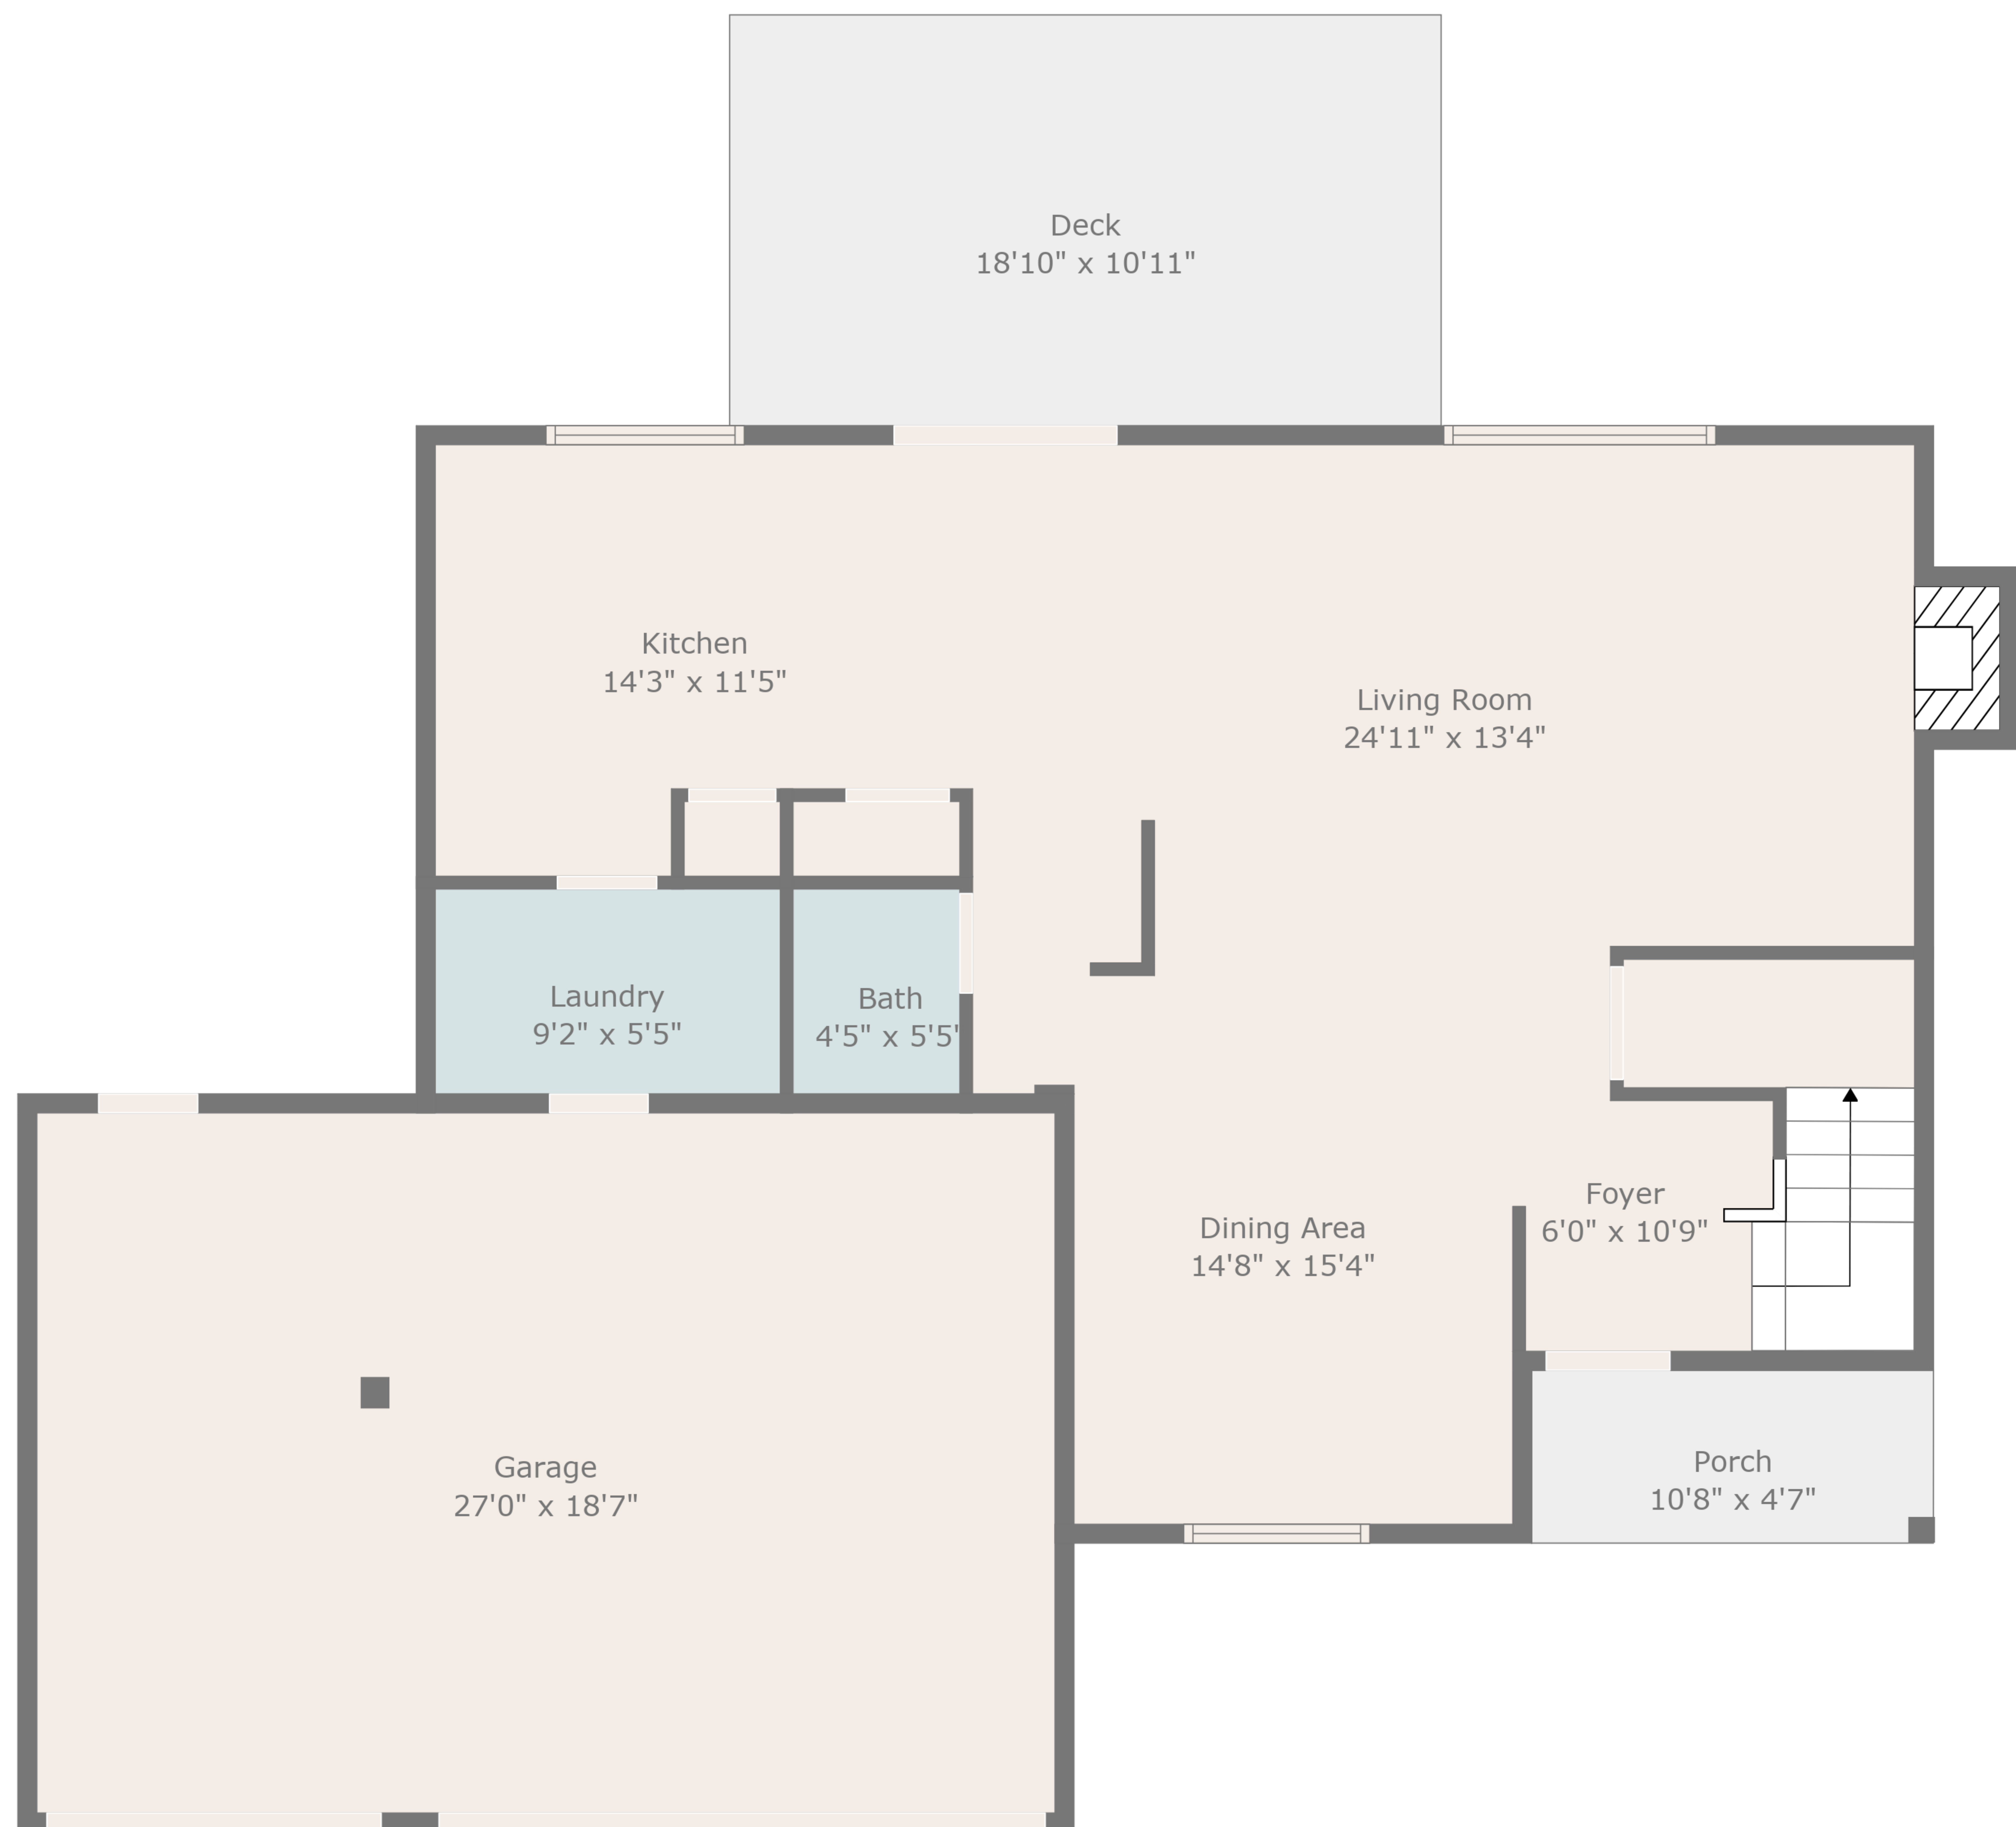 Deck
18'10" x 10'11"
Kitchen
14'3" x 11'5"
Living Room
24'11" x 13'4"
Laundry
9'2" x 5'5"
Bath
4'5" x 5'5"
Foyer
6'0" x 10'9"
Dining Area
14'8" x 15'4"
Garage
27'0" x 18'7"
Porch
10'8" x 4'7"